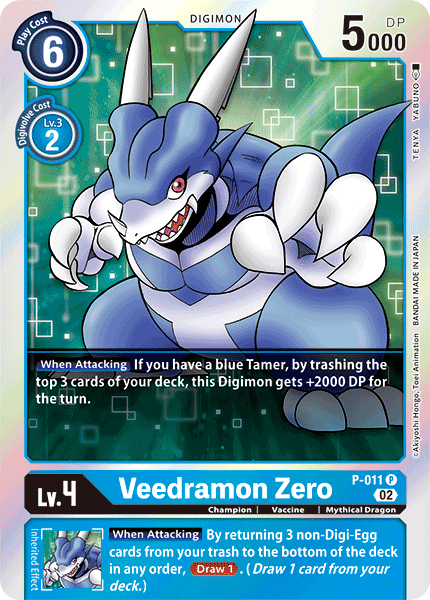 Play Cost
6
DIGIMON
DP
5000
Digivolve Cost
Lv.3
2
TENYA YABUNO
©Akiyoshi Hongo, Toei Animation BANDAI MADE IN JAPAN
When Attacking If you have a blue Tamer, by trashing the
top 3 cards of your deck, this Digimon gets +2000 DP for
the turn.
Lv.4
Veedramon Zero
P-011 P
02
Champion | Vaccine | Mythical Dragon
Inherited Effect
When Attacking By returning 3 non-Digi-Egg
cards from your trash to the bottom of the deck
in any order, Draw 1. (Draw 1 card from your
deck.)